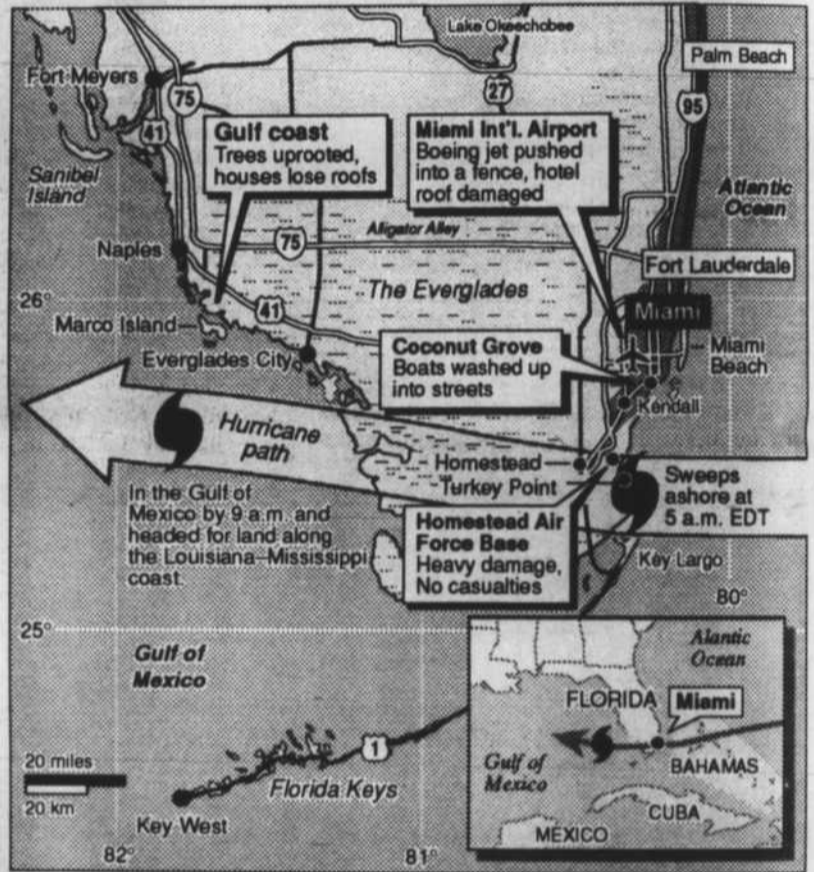 Lake Okeechobee
Palm Beach
Fort Meyers
75
27
95
41
Gulf coast
Trees uprooted,
houses lose roofs
Miami Int'l. Airport
Boeing jet pushed
into a fence, hotel
roof damaged
Sanibel
Island
Atlantic
Ocean
Naples
75
Alligator Alley
Fort Lauderdale
26°
41
The Everglades
Miami
Marco Island
Everglades City
Coconut Grove
Boats washed up
into streets
Miami
Beach
Kendall
Hurricane
path
Homestead
Turkey Point
Sweeps
ashore at
5 a.m. EDT
In the Gulf of
Mexico by 9 a.m. and
headed for land along
the Louisiana–Mississippi
coast.
Homestead Air
Force Base
Heavy damage,
No casualties
Key Largo
80°
25°
Gulf of
Mexico
Alantic
Ocean
FLORIDA
Miami
20 miles
20 km
1
Florida Keys
Key West
Gulf of
Mexico
BAHAMAS
CUBA
MEXICO
82°
81°